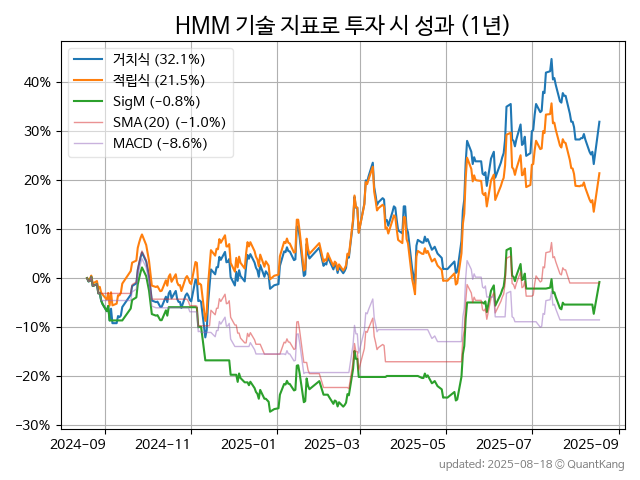 HMM 기술 지표로 투자 시 성과 (1년)
거치식 (32.1%)
적립식 (21.5%)
SigM (−0.8%)
SMA(20) (−1.0%)
MACD (−8.6%)
40%
30%
20%
10%
0%
−10%
−20%
−30%
2024-09 2024-11 2025-01 2025-03 2025-05 2025-07 2025-09
updated: 2025-08-18 © QuantKang